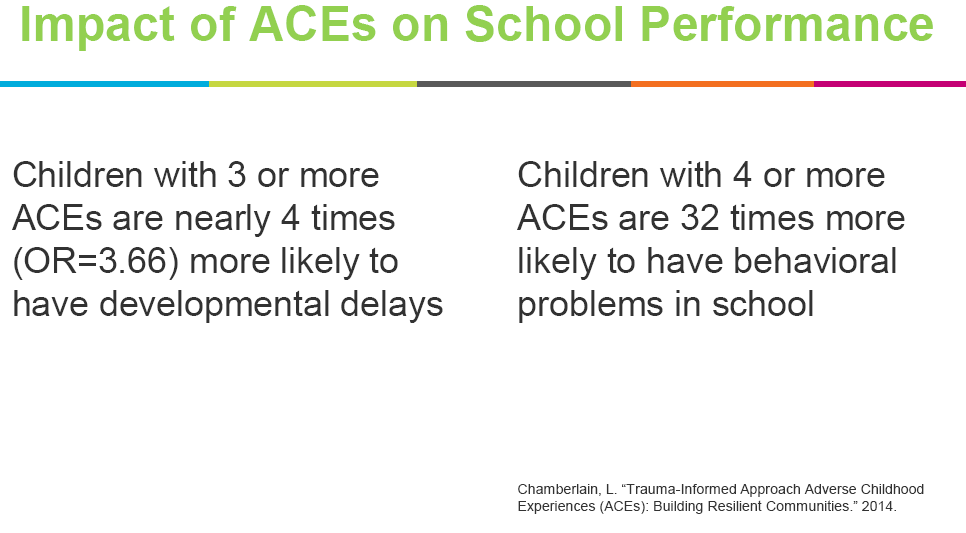 Impact of ACEs on School Performance
Children with 3 or more
ACEs are nearly 4 times
(OR=3.66) more likely to
have developmental delays
Children with 4 or more
ACEs are 32 times more
likely to have behavioral
problems in school
Chamberlain, L. “Trauma-Informed Approach Adverse Childhood
Experiences (ACEs): Building Resilient Communities.” 2014.